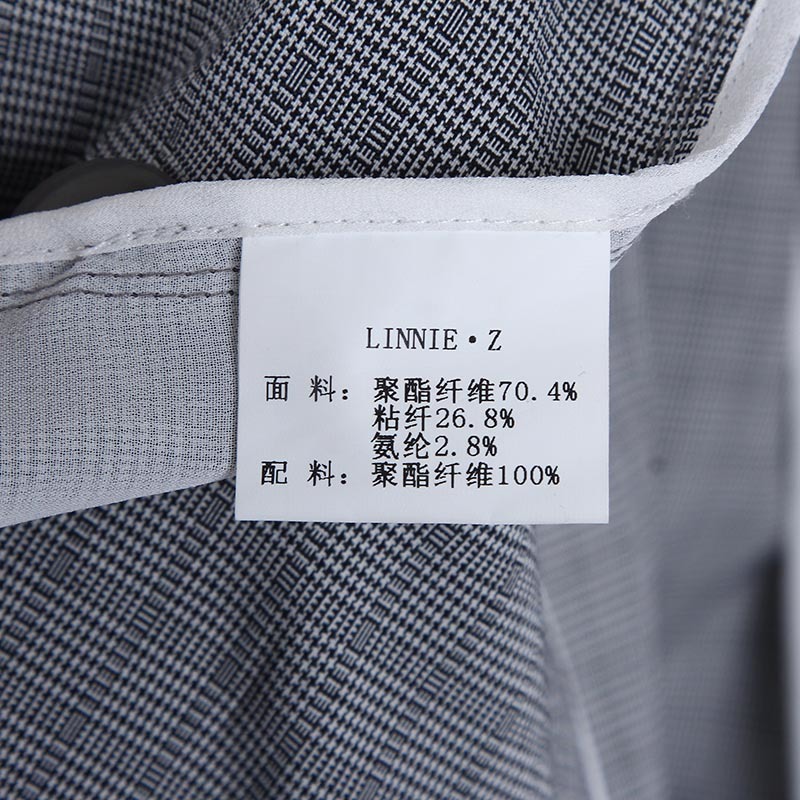 LINNIE·Z
面 料：聚酯纤维70.4%
粘纤26.8%
氨纶2.8%
配 料：聚酯纤维100%